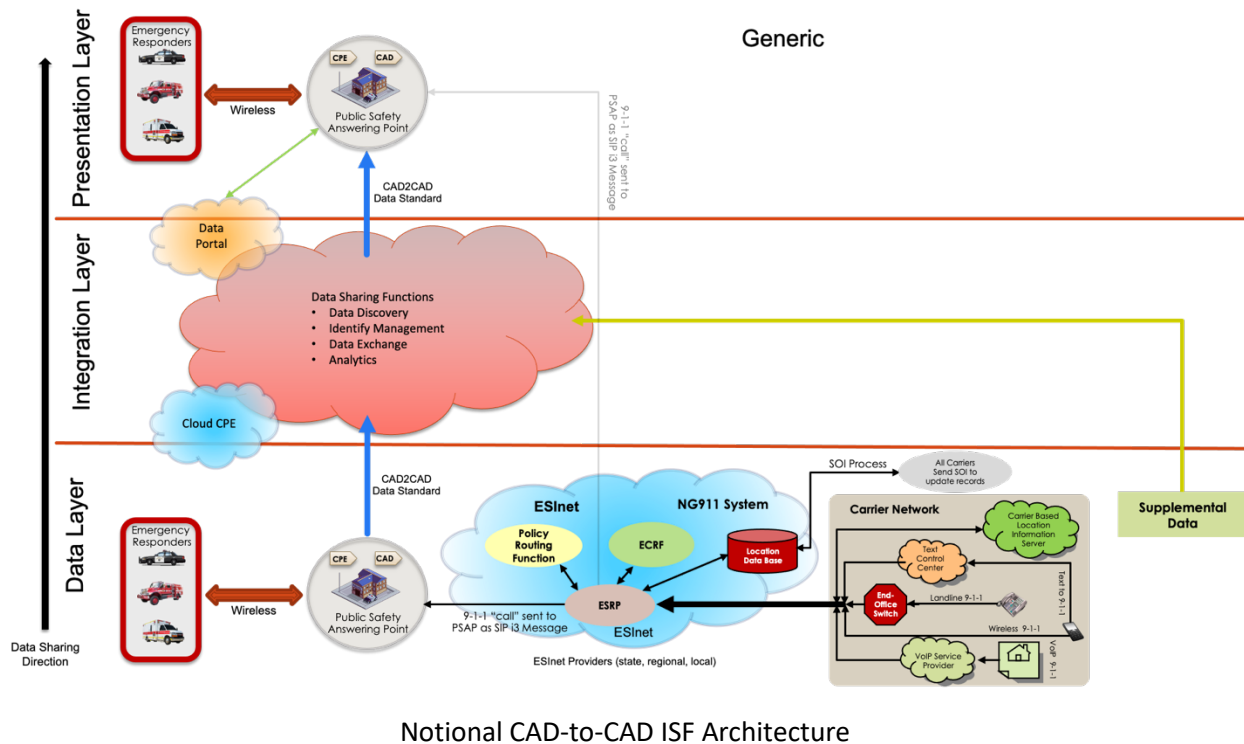 Generic
Presentation Layer
Emergency
Responders
Wireless
CPE
CAD
Public Safety
Answering Point
9-1-1 “call” sent to
PSAP as SIP i3 Message
CAD2CAD
Data Standard
Integration Layer
Data
Portal
Data Sharing Functions
• Data Discovery
• Identify Management
• Data Exchange
• Analytics
Cloud CPE
Data Layer
Data Sharing
Direction
CAD2CAD
Data Standard
Emergency
Responders
Wireless
CPE
CAD
Public Safety
Answering Point
9-1-1 “call” sent to
PSAP as SIP i3 Message
ESInet
NG911 System
Policy
Routing
Function
ECRF
Location
Data Base
ESRP
ESInet
ESInet Providers (state, regional, local)
SOI Process
All Carriers
Send SOI to
update records
Carrier Network
Carrier Based
Location
Information
Server
Text
Control
Center
Text to 9-1-1
End-
Office
Switch
Landline 9-1-1
Wireless 9-1-1
VoIP Service
Provider
VoIP 9-1-1
Supplemental
Data
Notional CAD-to-CAD ISF Architecture